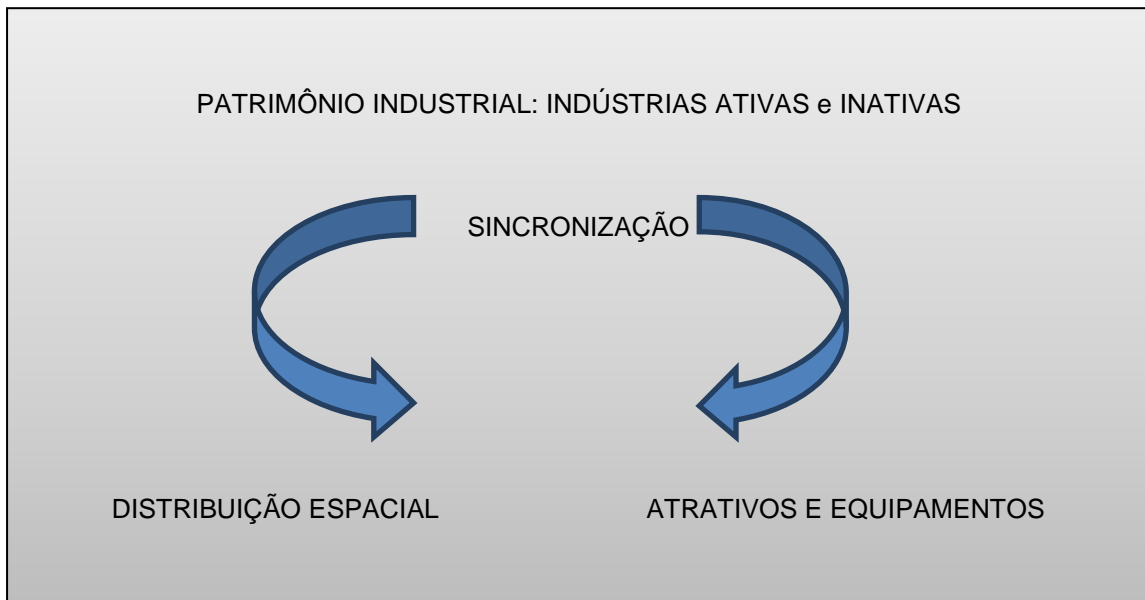 PATRIMÔNIO INDUSTRIAL: INDÚSTRIAS ATIVAS e INATIVAS
SINCRONIZAÇÃO
DISTRIBUIÇÃO ESPACIAL
ATRATIVOS E EQUIPAMENTOS